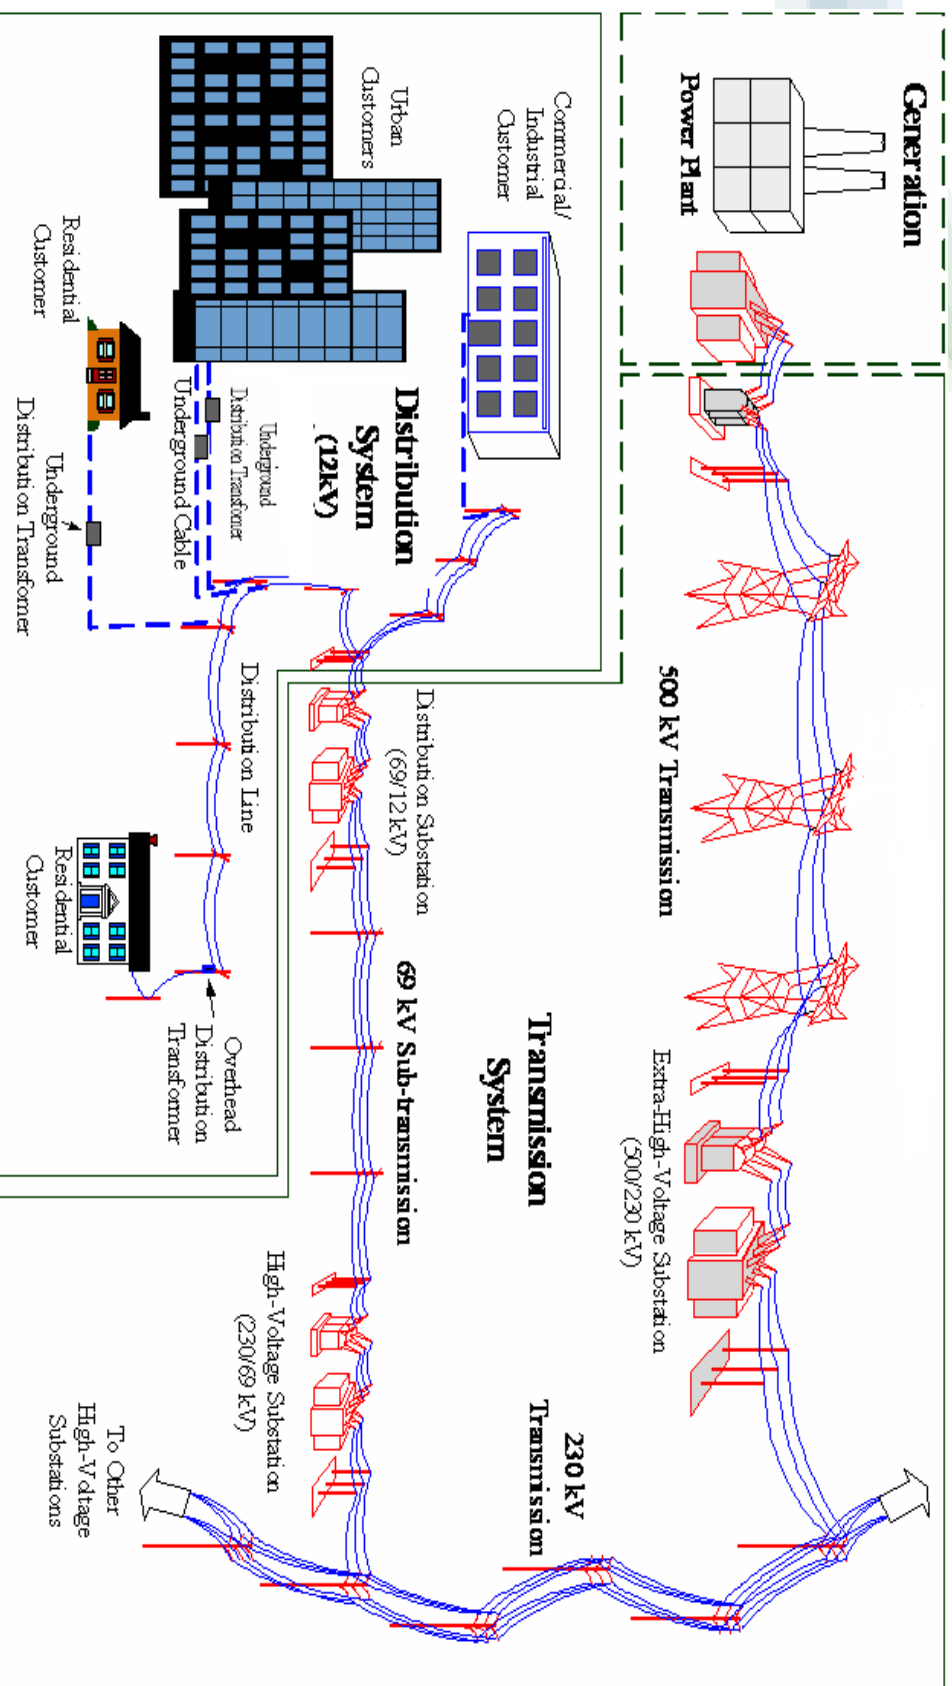 Generation
Power Plant
500 kV Transmission
Extra-High-Voltage Substation
(500/230 kV)
Commercial/
Industrial
Customer
Urban
Customers
Distribution
System
(12kV)
Transmission
System
230 kV
Transmission
Distribution Substation
(69/12 kV)
69 kV Sub-transmission
Underground
Distribution Transformer
Underground Cable
Residential
Customer
Underground
Distribution Transformer
Distribution Line
High-Voltage Substation
(230/69 kV)
Residential
Customer
Overhead
Distribution
Transformer
To Other
High-Voltage
Substations